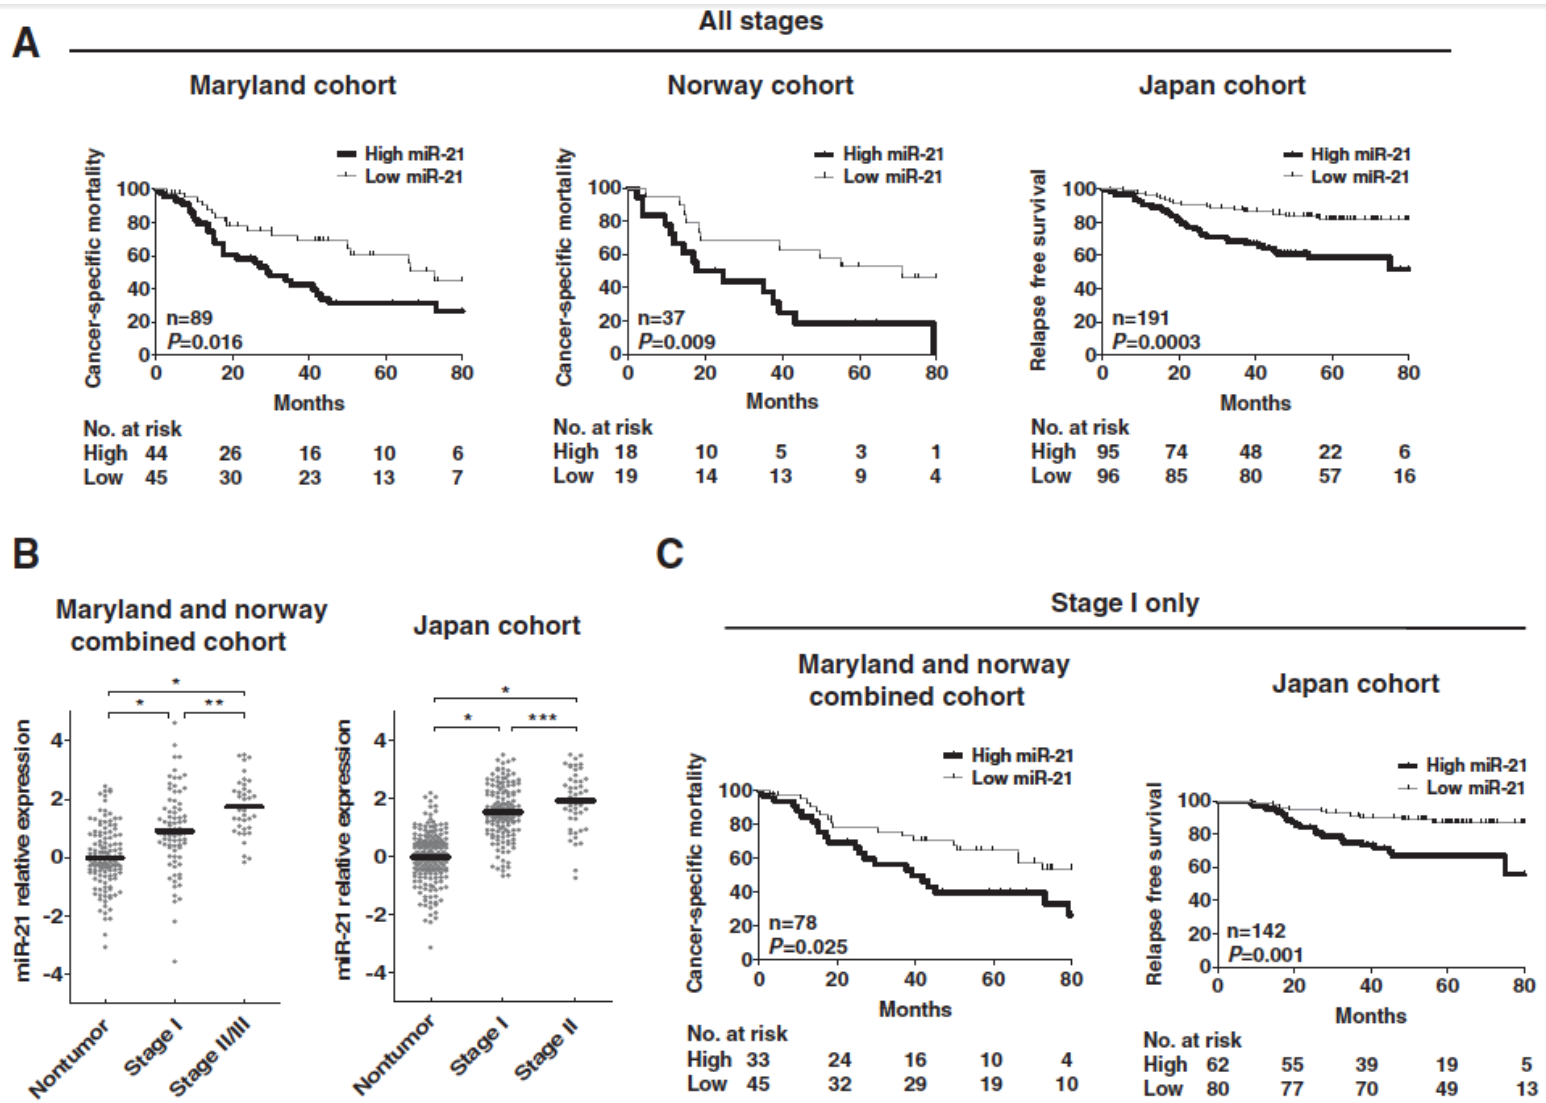 A
All stages
Maryland cohort
Cancer-specific mortality
High miR-21
Low miR-21
100
80
60
40
20
0
n=89
P=0.016
0 20 40 60 80
Months
No. at risk
High 44 26 16 10 6
Low 45 30 23 13 7
Norway cohort
Cancer-specific mortality
High miR-21
Low miR-21
100
80
60
40
20
0
n=37
P=0.009
0 20 40 60 80
Months
No. at risk
High 18 10 5 3 1
Low 19 14 13 9 4
Japan cohort
Relapse free survival
High miR-21
Low miR-21
100
80
60
40
20
0
n=191
P=0.0003
0 20 40 60 80
Months
No. at risk
High 95 74 48 22 6
Low 96 85 80 57 16
B
Maryland and norway
combined cohort
miR-21 relative expression
*
* **
4
2
0
-2
-4
Nontumor
Stage I
Stage II/III
Japan cohort
miR-21 relative expression
*
* ***
4
2
0
-2
-4
Nontumor
Stage I
Stage II
C
Stage I only
Maryland and norway
combined cohort
Cancer-specific mortality
High miR-21
Low miR-21
100
80
60
40
20
0
n=78
P=0.025
0 20 40 60 80
Months
No. at risk
High 33 24 16 10 4
Low 45 32 29 19 10
Japan cohort
Relapse free survival
High miR-21
Low miR-21
100
80
60
40
20
0
n=142
P=0.001
0 20 40 60 80
Months
No. at risk
High 62 55 39 19 5
Low 80 77 70 49 13